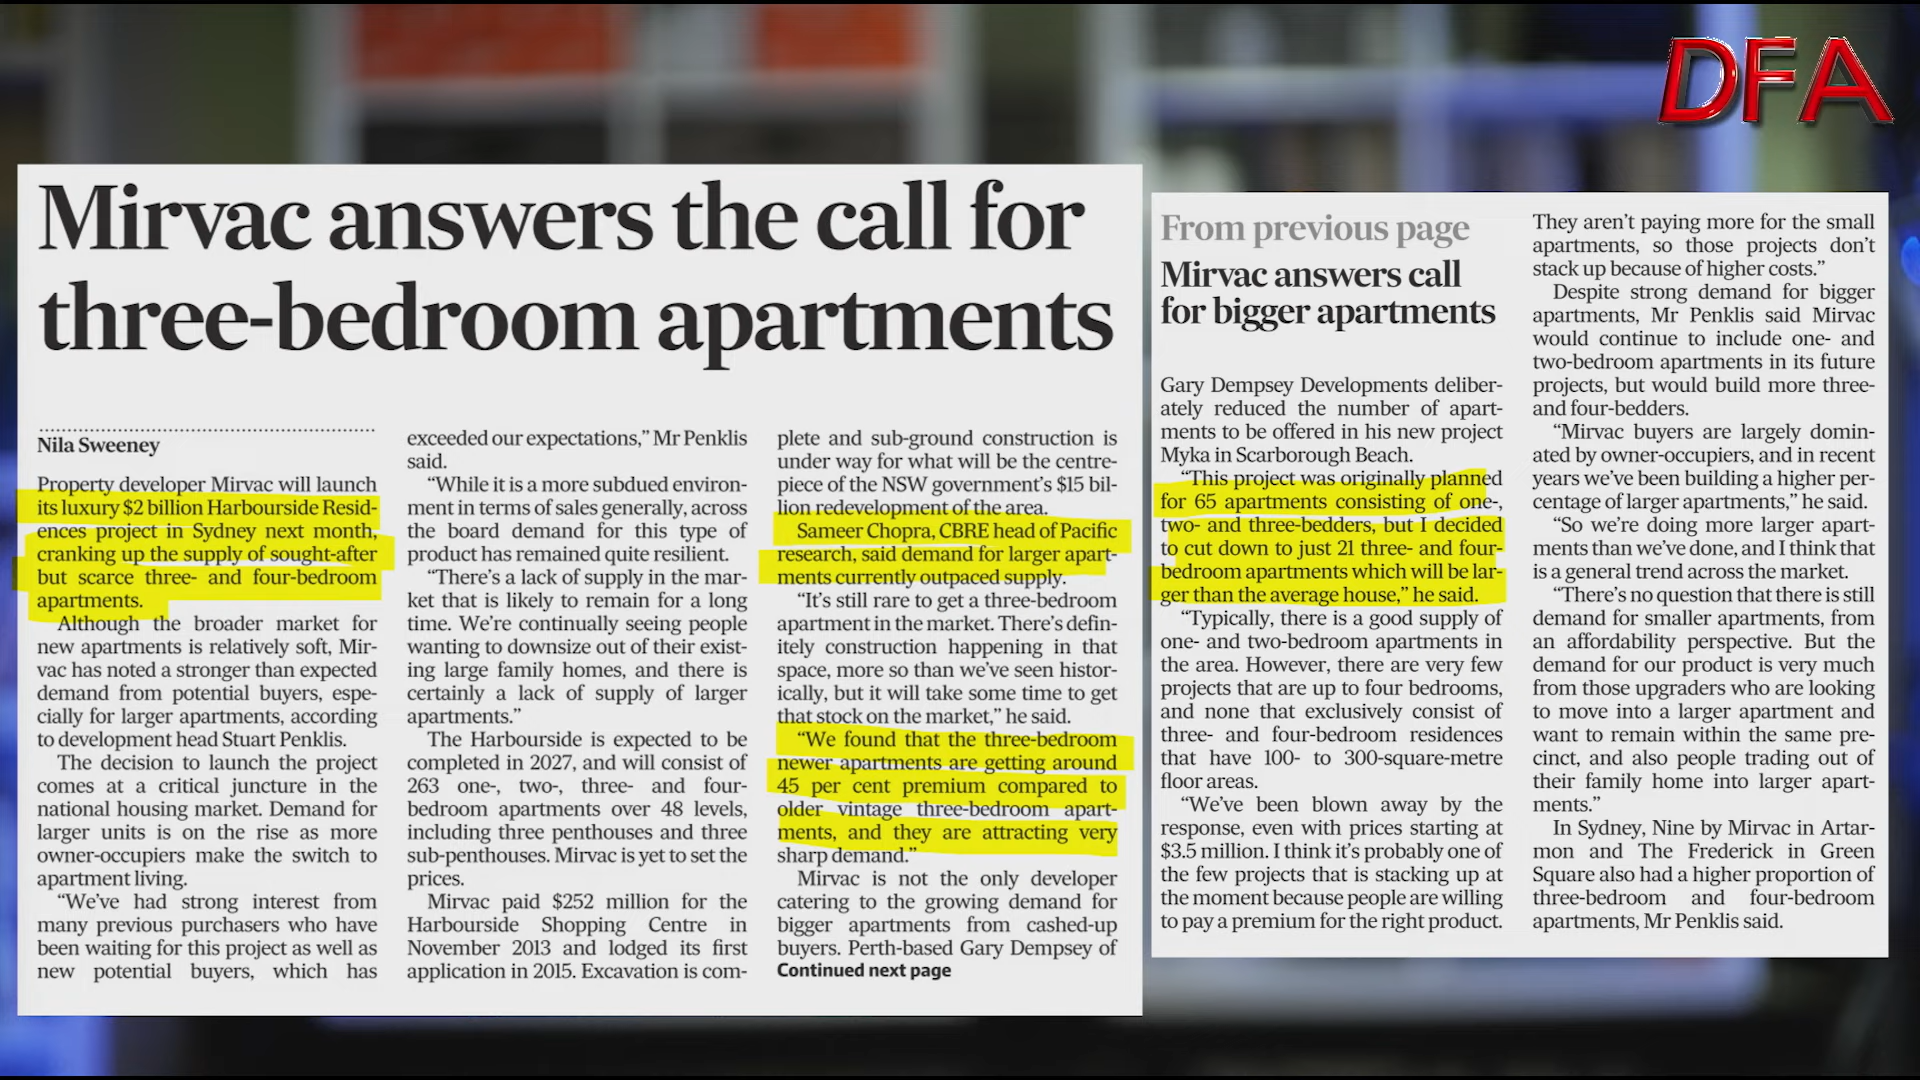 DFA
Mirvac answers the call for
three-bedroom apartments
Nila Sweeney
Property developer Mirvac will launch
its luxury $2 billion Harbourside Resid-
ences project in Sydney next month,
cranking up the supply of sought-after
but scarce three- and four-bedroom
apartments.
Although the broader market for
new apartments is relatively soft, Mir-
vac has noted a stronger than expected
demand from potential buyers, espe-
cially for larger apartments, according
to development head Stuart Penklis.
The decision to launch the project
comes at a critical juncture in the
national housing market. Demand for
larger units is on the rise as more
owner-occupiers make the switch to
apartment living.
“We’ve had strong interest from
many previous purchasers who have
been waiting for this project as well as
new potential buyers, which has
exceeded our expectations,” Mr Penklis
said.
“While it is a more subdued environ-
ment in terms of sales generally, across
the board demand for this type of
product has remained quite resilient.
“There’s a lack of supply in the mar-
ket that is likely to remain for a long
time. We’re continually seeing people
wanting to downsize out of their exist-
ing large family homes, and there is
certainly a lack of supply of larger
apartments.”
The Harbourside is expected to be
completed in 2027, and will consist of
263 one-, two-, three- and four-
bedroom apartments over 48 levels,
including three penthouses and three
sub-penthouses. Mirvac is yet to set the
prices.
Mirvac paid $252 million for the
Harbourside Shopping Centre in
November 2013 and lodged its first
application in 2015. Excavation is com-
plete and sub-ground construction is
under way for what will be the centre-
piece of the NSW government’s $15 bil-
lion redevelopment of the area.
Sameer Chopra, CBRE head of Pacific
research, said demand for larger apart-
ments currently outpaced supply.
“It’s still rare to get a three-bedroom
apartment in the market. There’s defin-
itely construction happening in that
space, more so than we’ve seen histor-
ically, but it will take some time to get
that stock on the market,” he said.
“We found that the three-bedroom
newer apartments are getting around
45 per cent premium compared to
older vintage three-bedroom apart-
ments, and they are attracting very
sharp demand.”
Mirvac is not the only developer
catering to the growing demand for
bigger apartments from cashed-up
buyers. Perth-based Gary Dempsey of
Continued next page
From previous page
Mirvac answers call
for bigger apartments
Gary Dempsey Developments deliber-
ately reduced the number of apart-
ments to be offered in his new project
Myka in Scarborough Beach.
“This project was originally planned
for 65 apartments consisting of one-,
two- and three-bedders, but I decided
to cut down to just 21 three- and four-
bedroom apartments which will be lar-
ger than the average house,” he said.
“Typically, there is a good supply of
one- and two-bedroom apartments in
the area. However, there are very few
projects that are up to four bedrooms,
and none that exclusively consist of
three- and four-bedroom residences
that have 100- to 300-square-metre
floor areas.
“We’ve been blown away by the
response, even with prices starting at
$3.5 million. I think it’s probably one of
the few projects that is stacking up at
the moment because people are willing
to pay a premium for the right product.
They aren’t paying more for the small
apartments, so those projects don’t
stack up because of higher costs.”
Despite strong demand for bigger
apartments, Mr Penklis said Mirvac
would continue to include one- and
two-bedroom apartments in its future
projects, but would build more three-
and four-bedders.
“Mirvac buyers are largely domin-
ated by owner-occupiers, and in recent
years we’ve been building a higher per-
centage of larger apartments,” he said.
“So we’re doing more larger apart-
ments than we’ve done, and I think that
is a general trend across the market.
“There’s no question that there is still
demand for smaller apartments, from
an affordability perspective. But the
demand for our product is very much
from those upgraders who are looking
to move into a larger apartment and
want to remain within the same pre-
cinct, and also people trading out of
their family home into larger apart-
ments.”
In Sydney, Nine by Mirvac in Artar-
mon and The Frederick in Green
Square also had a higher proportion of
three-bedroom and four-bedroom
apartments, Mr Penklis said.